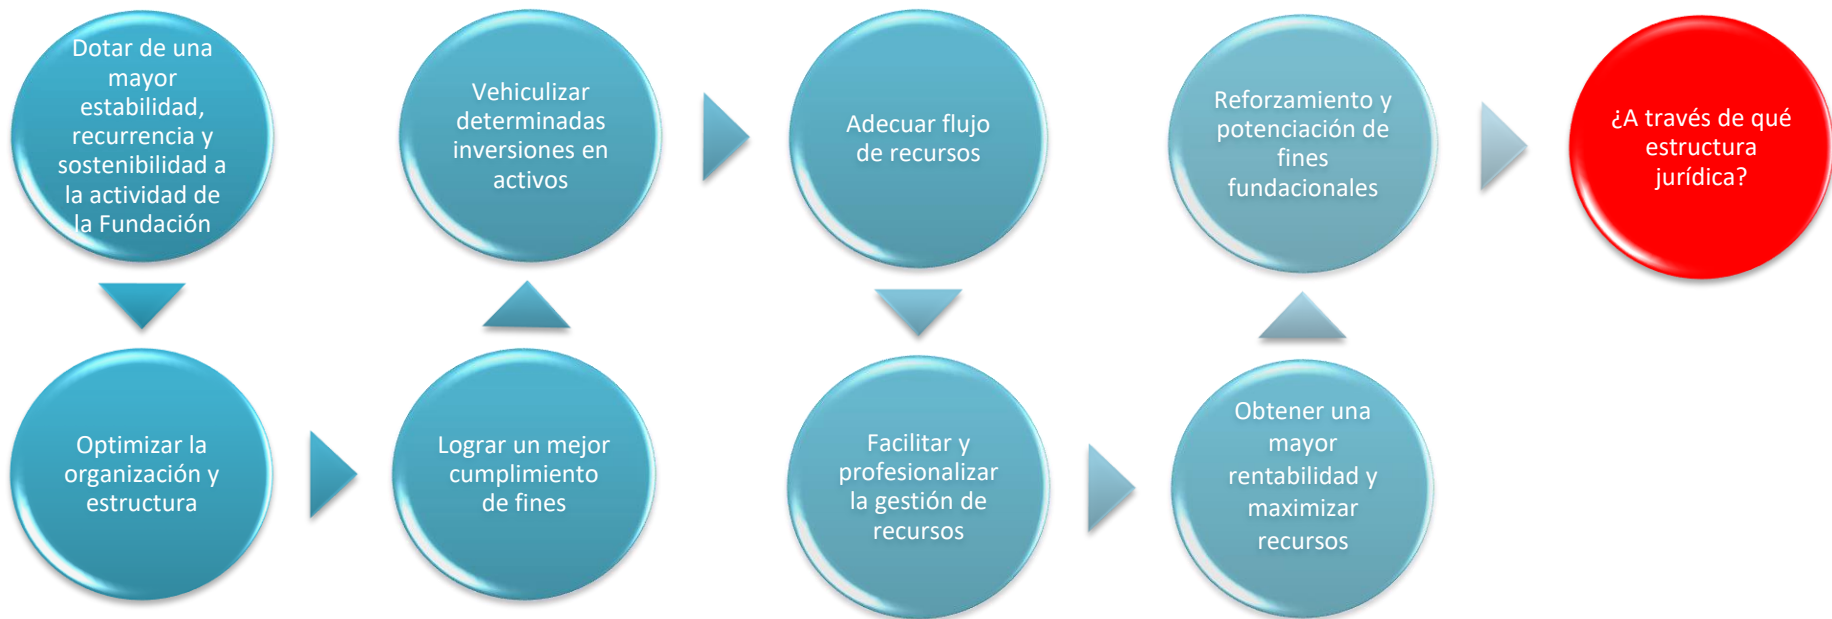 Dotar de una
mayor
estabilidad,
recurrencia y
sostenibilidad a
la actividad de
la Fundación
Optimizar la
organización y
estructura
Lograr un mejor
cumplimiento
de fines
Vehiculizar
determinadas
inversiones en
activos
Adecuar flujo
de recursos
Facilitar y
profesionalizar
la gestión de
recursos
Obtener una
mayor
rentabilidad y
maximizar
recursos
Reforzamiento y
potenciación de
fines
fundacionales
¿A través de qué
estructura
jurídica?